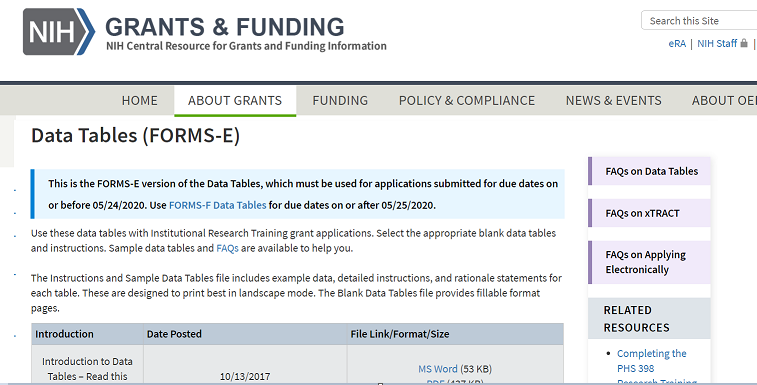 NIH
GRANTS & FUNDING
NIH Central Resource for Grants and Funding Information
Search this Site
eRA | NIH Staff |
HOME ABOUT GRANTS FUNDING POLICY & COMPLIANCE NEWS & EVENTS ABOUT OE
Data Tables (FORMS-E)
This is the FORMS-E version of the Data Tables, which must be used for applications submitted for due dates on
or before 05/24/2020. Use FORMS-F Data Tables for due dates on or after 05/25/2020.
Use these data tables with Institutional Research Training grant applications. Select the appropriate blank data tables
and instructions. Sample data tables and FAQs are available to help you.
The Instructions and Sample Data Tables file includes example data, detailed instructions, and rationale statements for
each table. These are designed to print best in landscape mode. The Blank Data Tables file provides fillable format
pages.
Introduction Date Posted File Link/Format/Size
Introduction to Data
Tables – Read this
10/13/2017
MS Word (53 KB)
FAQs on Data Tables
FAQs on xTRACT
FAQs on Applying
Electronically
RELATED
RESOURCES
• Completing the
PHS 398
Research Training